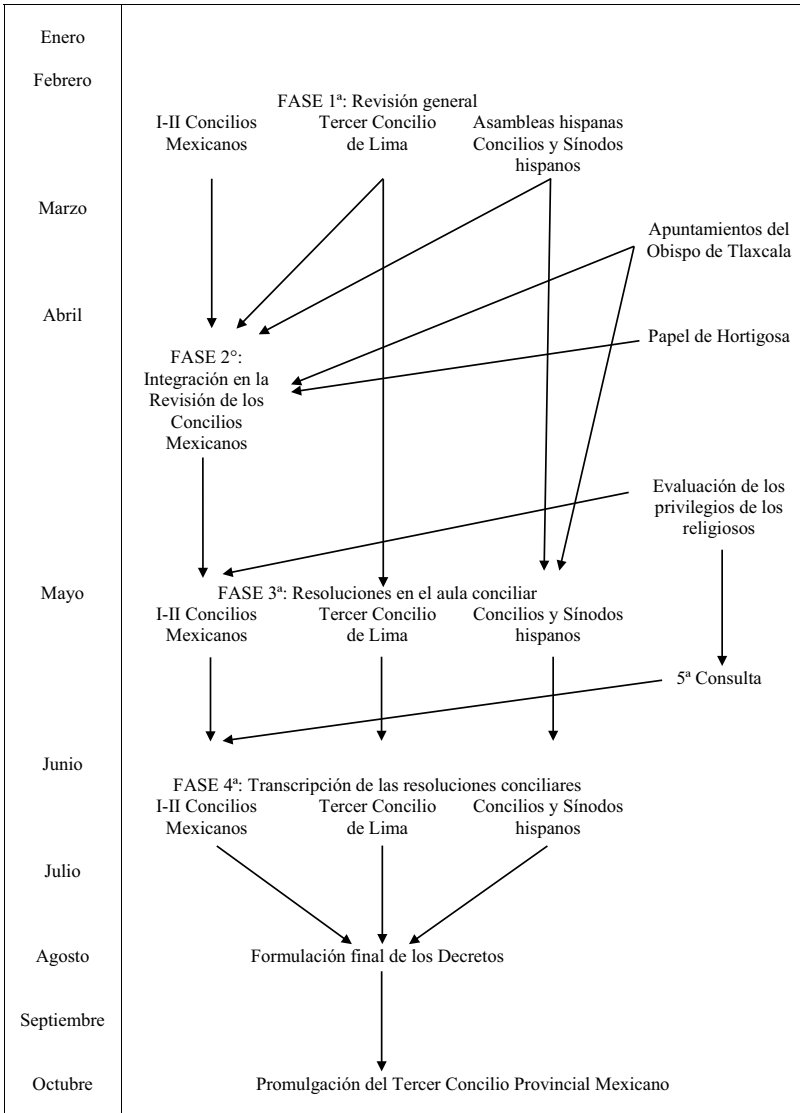 Enero
Febrero
FASE 1ª: Revisión general
I-II Concilios
Mexicanos
Tercer Concilio
de Lima
Asambleas hispanas
Concilios y Sínodos
hispanos
Marzo
Apuntamientos del
Obispo de Tlaxcala
Abril
Papel de Hortigosa
FASE 2°:
Integración en la
Revisión de los
Concilios
Mexicanos
Evaluación de los
privilegios de los
religiosos
Mayo
FASE 3ª: Resoluciones en el aula conciliar
I-II Concilios
Mexicanos
Tercer Concilio
de Lima
Concilios y Sínodos
hispanos
5ª Consulta
Junio
FASE 4ª: Transcripción de las resoluciones conciliares
I-II Concilios
Mexicanos
Tercer Concilio
de Lima
Concilios y Sínodos
hispanos
Julio
Agosto
Formulación final de los Decretos
Septiembre
Octubre
Promulgación del Tercer Concilio Provincial Mexicano